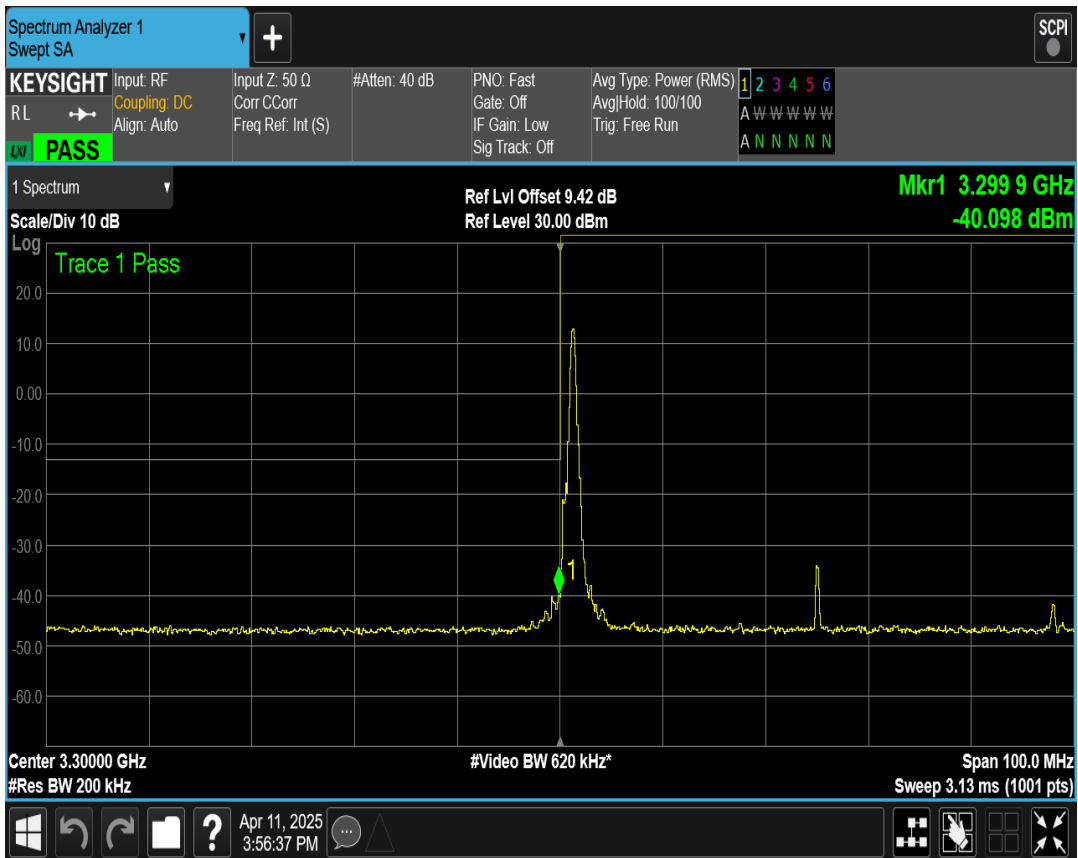 Spectrum Analyzer 1
Swept SA
+
SCPI
KEYSIGHT
RL
LXI
PASS
Input: RF
Coupling: DC
Align: Auto
Input Z: 50 Ω
Corr CCorr
Freq Ref: Int (S)
#Atten: 40 dB
PNO: Fast
Gate: Off
IF Gain: Low
Sig Track: Off
Avg Type: Power (RMS)
Avg|Hold: 100/100
Trig: Free Run
1 2 3 4 5 6
A W W W W W
A N N N N N
1 Spectrum
Scale/Div 10 dB
Ref Lvl Offset 9.42 dB
Ref Level 30.00 dBm
Mkr1 3.299 9 GHz
-40.098 dBm
Log
Trace 1 Pass
20.0
10.0
0.00
-10.0
-20.0
-30.0
-40.0
-50.0
-60.0
1
Center 3.30000 GHz
#Res BW 200 kHz
#Video BW 620 kHz*
Span 100.0 MHz
Sweep 3.13 ms (1001 pts)
?
Apr 11, 2025
3:56:37 PM